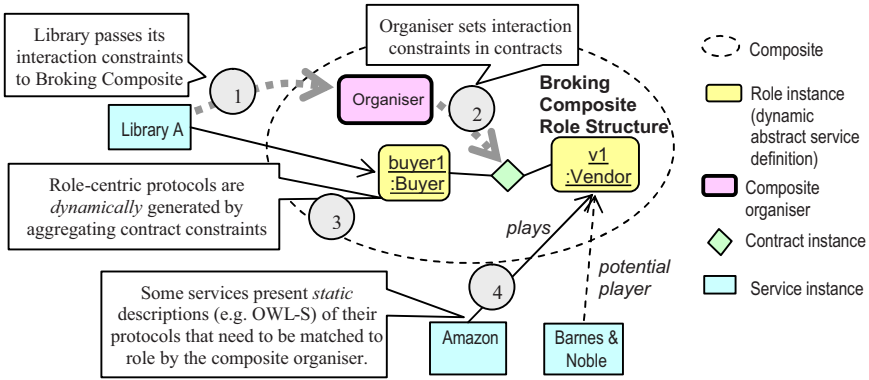 Library passes its
interaction constraints
to Broking Composite
Organiser sets interaction
constraints in contracts
1
2
Organiser
Broking
Composite
Role Structure
Library A
buyer1
:Buyer
v1
:Vendor
Role-centric protocols are
dynamically generated by
aggregating contract constraints
3
plays
4
potential
player
Some services present static
descriptions (e.g. OWL-S) of their
protocols that need to be matched to
role by the composite organiser.
Amazon
Barnes &
Noble
Composite
Role instance
(dynamic
abstract service
definition)
Composite
organiser
Contract instance
Service instance